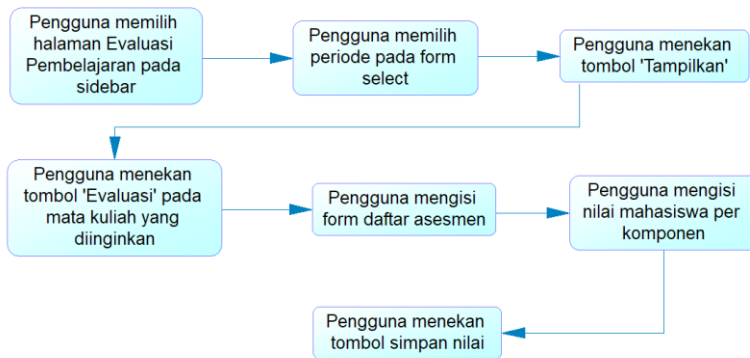 Pengguna memilih
halaman Evaluasi
Pembelajaran pada
sidebar
Pengguna memilih
periode pada form
select
Pengguna menekan
tombol 'Tampilkan'
Pengguna menekan
tombol 'Evaluasi' pada
mata kuliah yang
diinginkan
Pengguna mengisi
form daftar asesmen
Pengguna mengisi
nilai mahasiswa per
komponen
Pengguna menekan
tombol simpan nilai